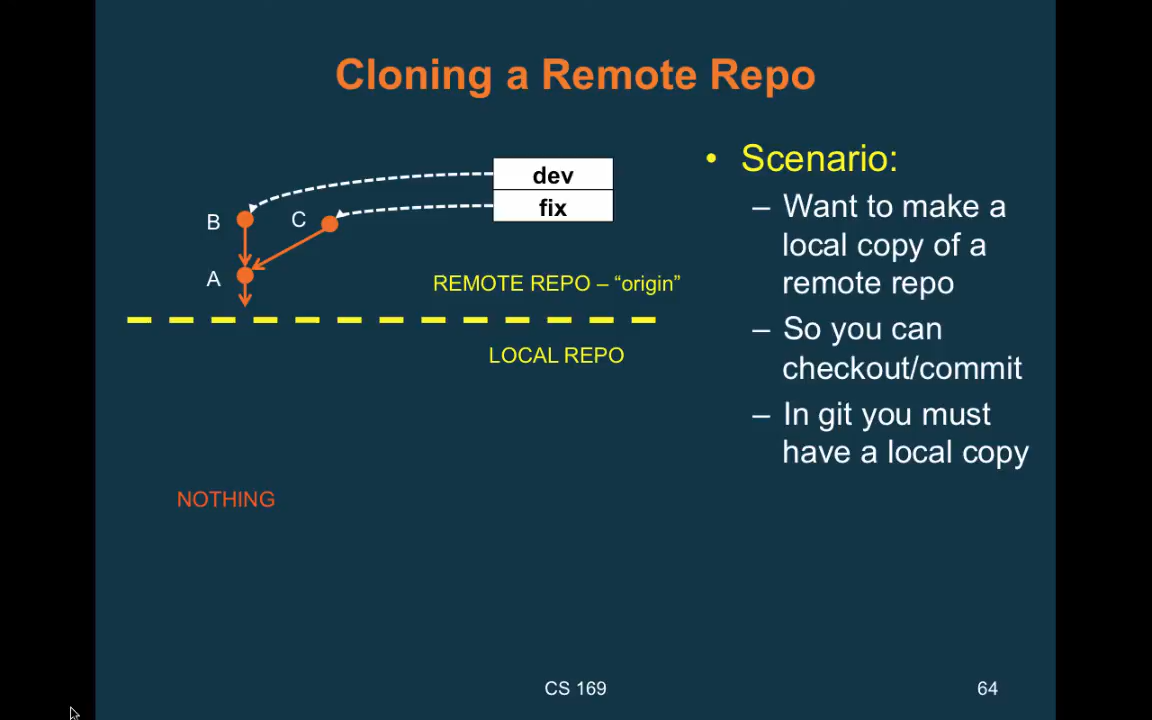 Cloning a Remote Repo
dev
fix
B
C
A
REMOTE REPO – “origin”
LOCAL REPO
NOTHING
• Scenario:
– Want to make a
local copy of a
remote repo
– So you can
checkout/commit
– In git you must
have a local copy
CS 169
64